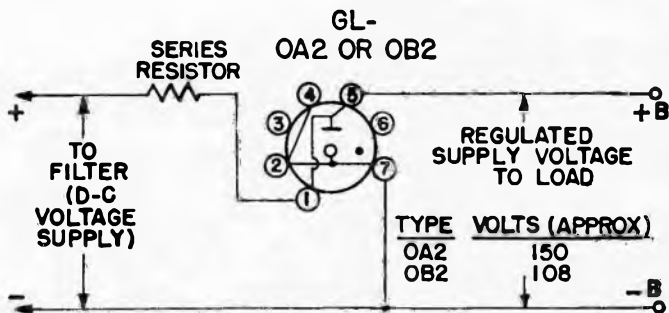 GL-
OA2 OR OB2
SERIES
RESISTOR
4
5
3
6
2
7
1
+
+B
TO
FILTER
(D-C
VOLTAGE
SUPPLY)
REGULATED
SUPPLY VOLTAGE
TO LOAD
TYPE VOLTS (APPROX)
OA2 150
OB2 108
-
-B